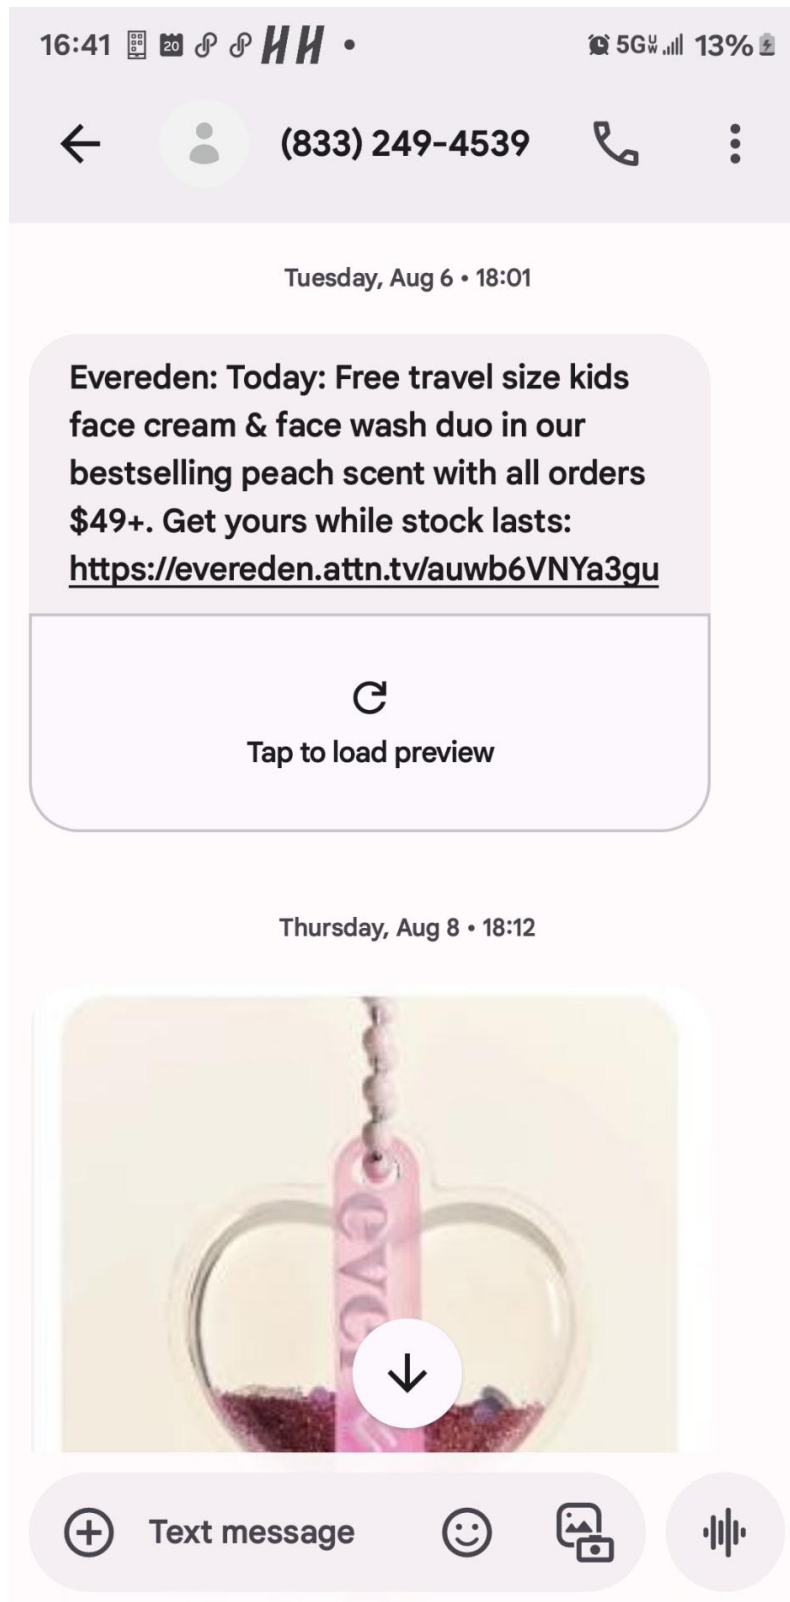 16:41 20 5G UW 13%
(833) 249-4539
Tuesday, Aug 6 • 18:01
Evereden: Today: Free travel size kids
face cream & face wash duo in our
bestselling peach scent with all orders
$49+. Get yours while stock lasts:
https://evereden.attn.tv/auwb6VNYa3gu
Tap to load preview
Thursday, Aug 8 • 18:12
Text message